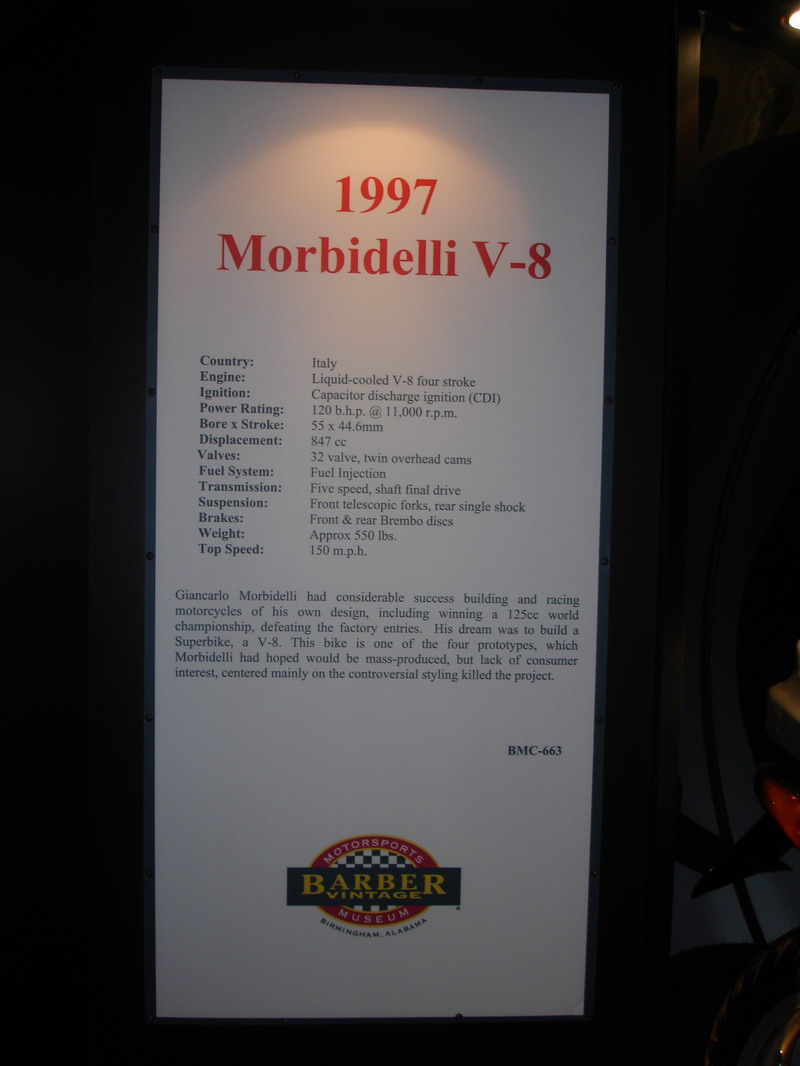 1997
Morbidelli V-8
Country: Italy
Engine: Liquid-cooled V-8 four stroke
Ignition: Capacitor discharge ignition (CDI)
Power Rating: 120 b.h.p. @ 11,000 r.p.m.
Bore x Stroke: 55 x 44.6mm
Displacement: 847 cc
Valves: 32 valve, twin overhead cams
Fuel System: Fuel Injection
Transmission: Five speed, shaft final drive
Suspension: Front telescopic forks, rear single shock
Brakes: Front & rear Brembo discs
Weight: Approx 550 lbs.
Top Speed: 150 m.p.h.
Giancarlo Morbidelli had considerable success building and racing
motorcycles of his own design, including winning a 125cc world
championship, defeating the factory entries. His dream was to build a
Superbike, a V-8. This bike is one of the four prototypes, which
Morbidelli had hoped would be mass-produced, but lack of consumer
interest, centered mainly on the controversial styling killed the project.
BMC-663
MOTORSPORTS
BARBER
VINTAGE
MUSEUM
BIRMINGHAM, ALABAMA